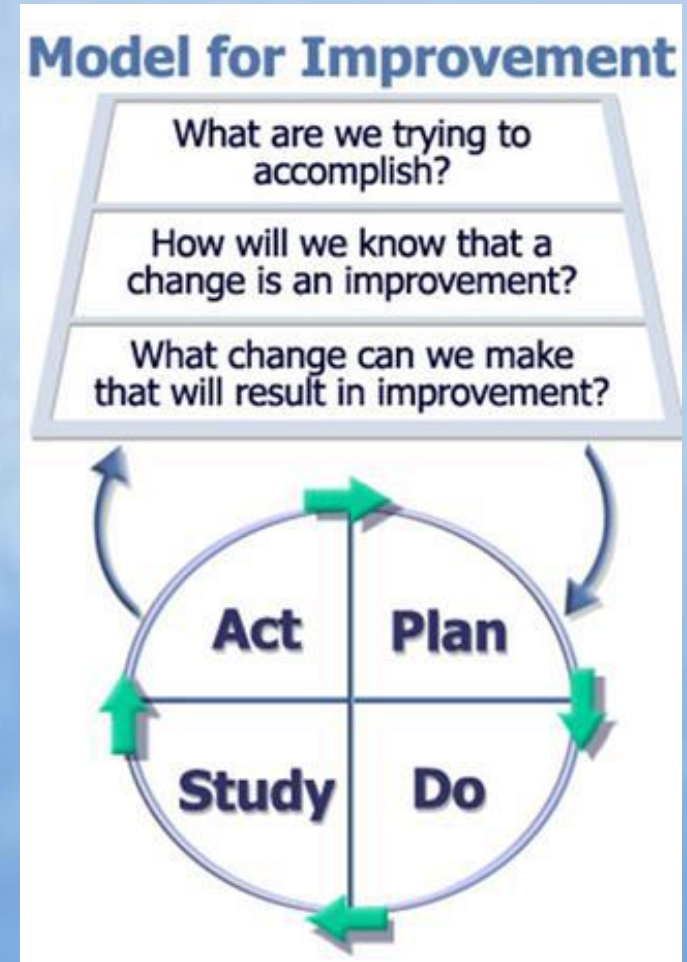 Model for Improvement
What are we trying to
accomplish?
How will we know that a
change is an improvement?
What change can we make
that will result in improvement?
Act
Plan
Study
Do